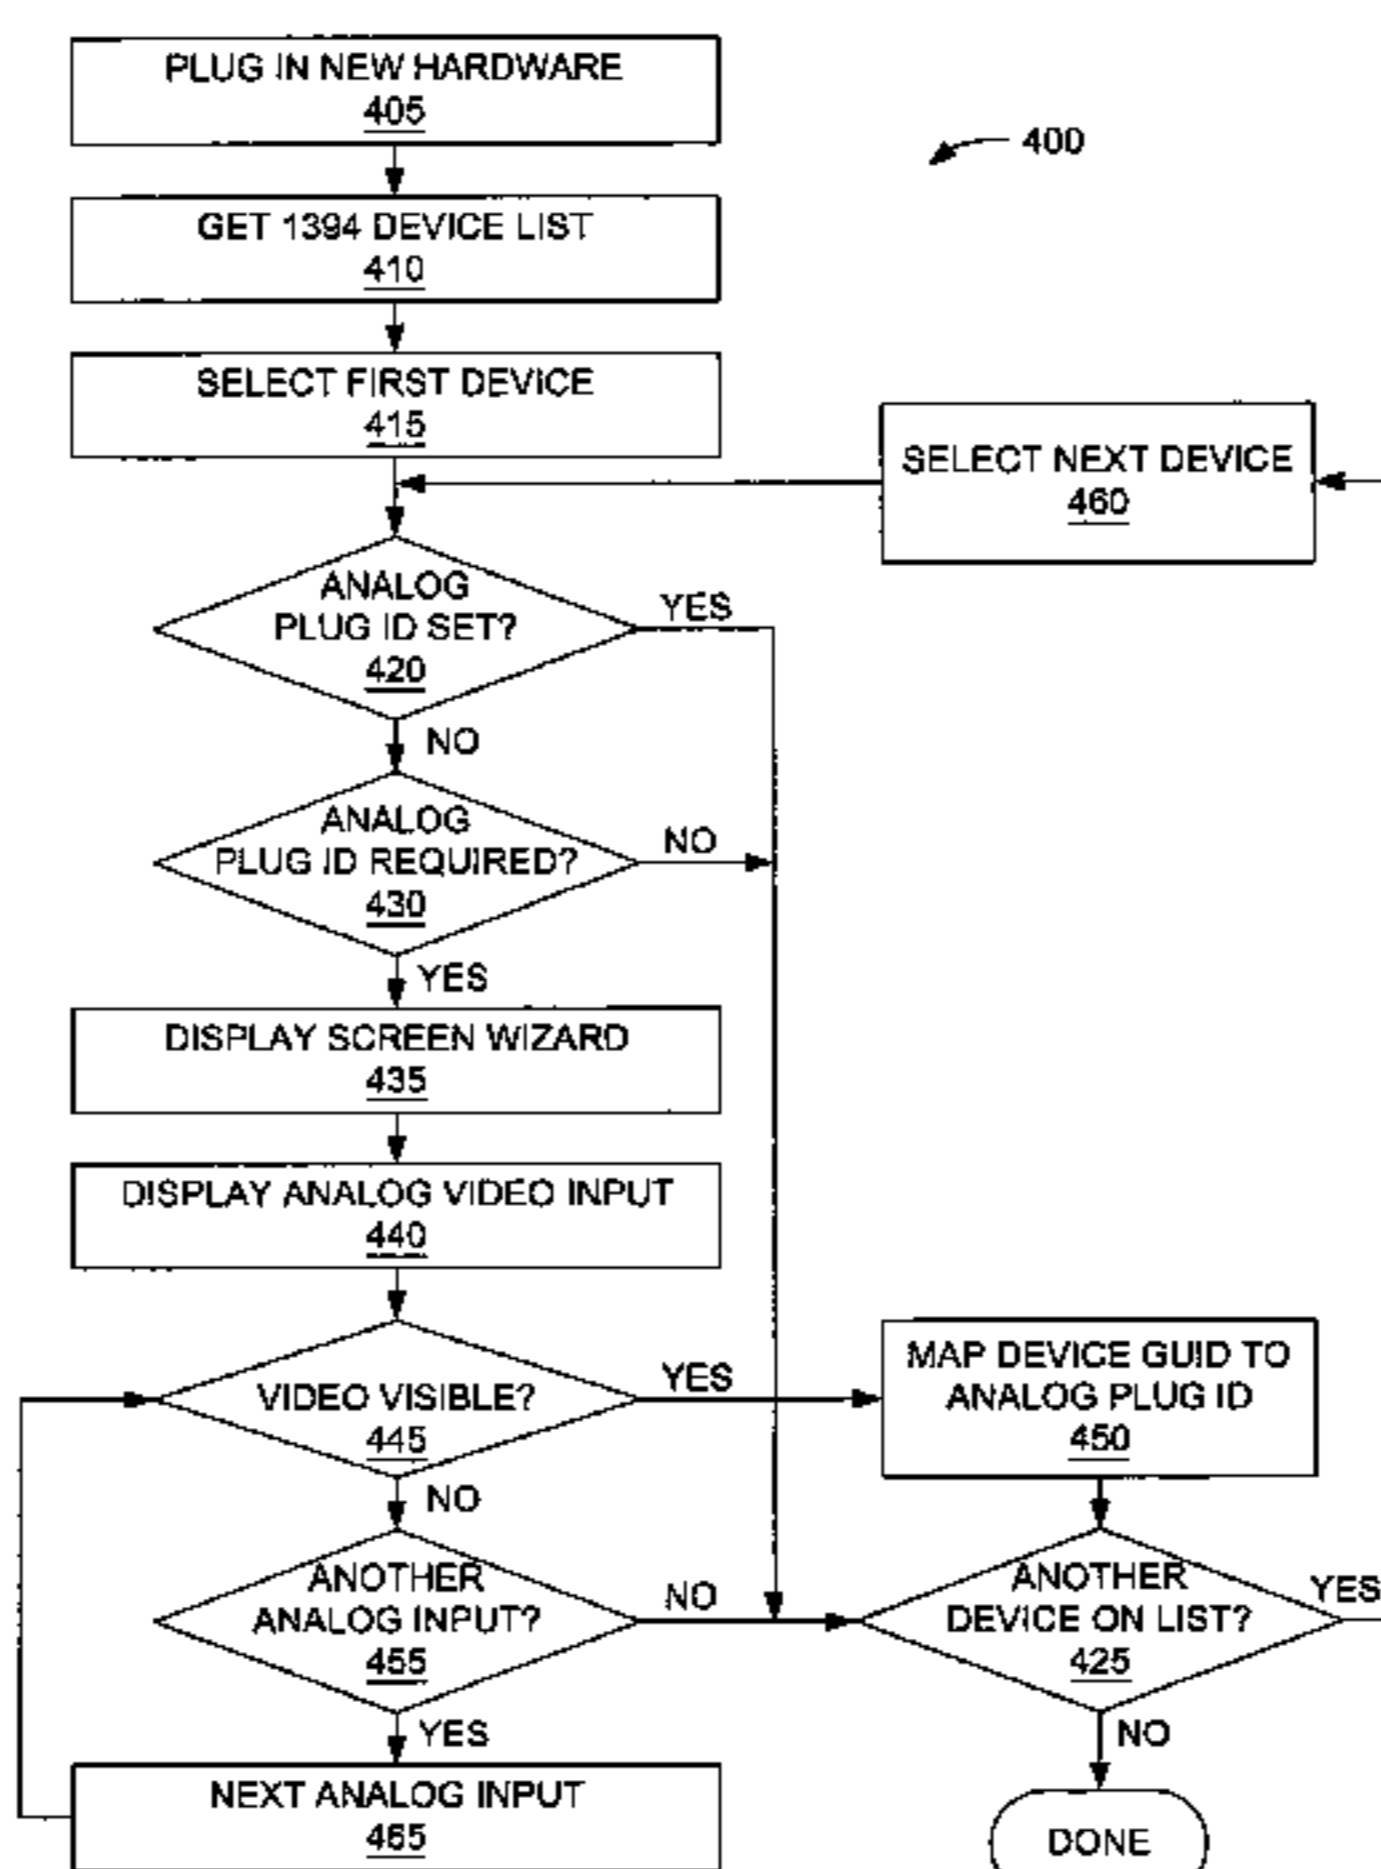 PLUG IN NEW HARDWARE
405
400
GET 1394 DEVICE LIST
410
SELECT FIRST DEVICE
415
SELECT NEXT DEVICE
460
ANALOG
PLUG ID SET?
420
YES
NO
ANALOG
PLUG ID REQUIRED?
430
NO
YES
DISPLAY SCREEN WIZARD
435
DISPLAY ANALOG VIDEO INPUT
440
VIDEO VISIBLE?
445
YES
MAP DEVICE GUID TO
ANALOG PLUG ID
450
NO
ANOTHER
ANALOG INPUT?
455
NO
ANOTHER
DEVICE ON LIST?
425
YES
YES
NO
NEXT ANALOG INPUT
465
DONE